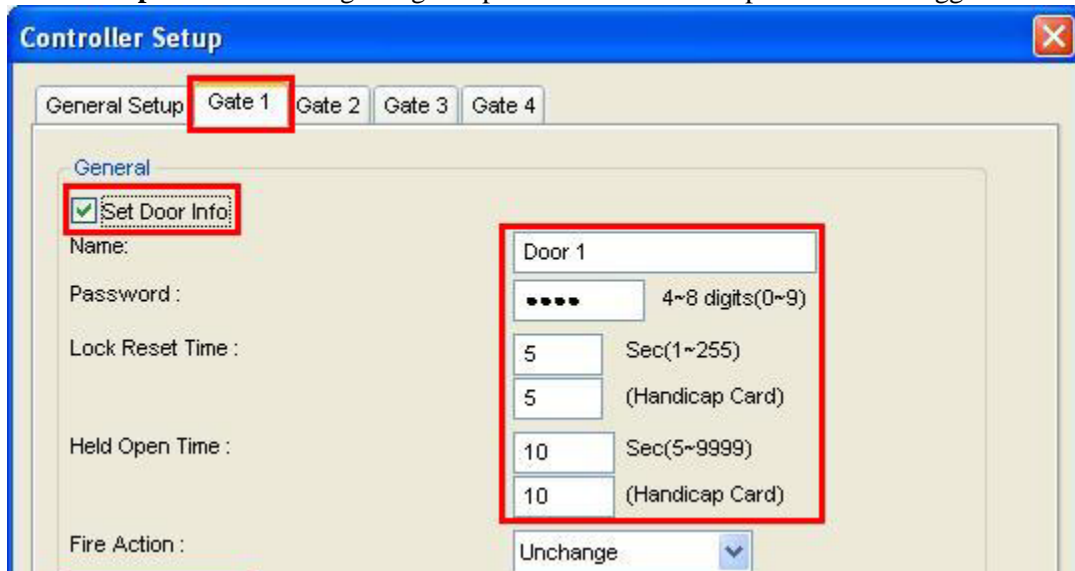 Controller Setup
General Setup Gate 1 Gate 2 Gate 3 Gate 4
General
Set Door Info
Name: Door 1
Password : •••• 4~8 digits(0~9)
Lock Reset Time : 5 Sec(1~255)
5 (Handicap Card)
Held Open Time : 10 Sec(5~9999)
10 (Handicap Card)
Fire Action : Unchange